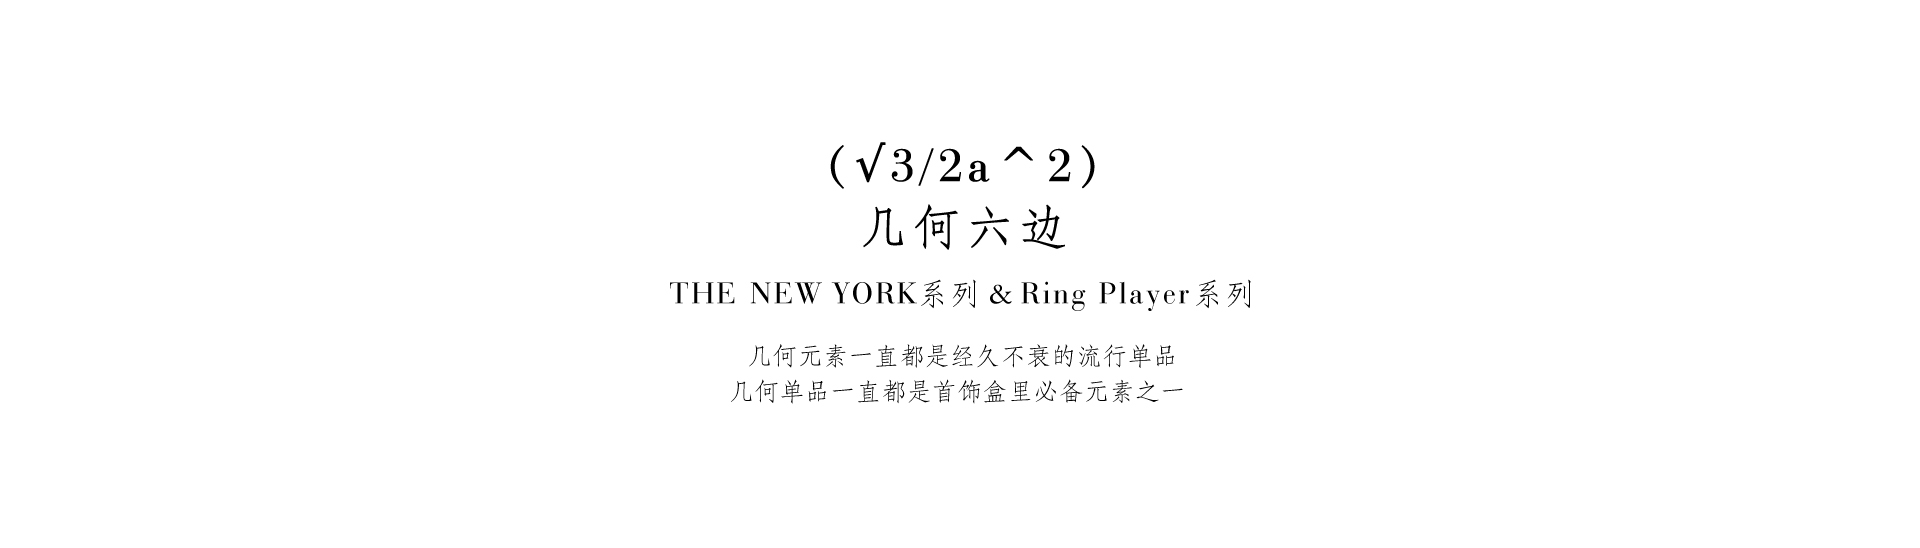 (√3/2a^2)
几何六边
THE NEW YORK系列 & Ring Player系列
几何元素一直都是经久不衰的流行单品
几何单品一直都是首饰盒里必备元素之一